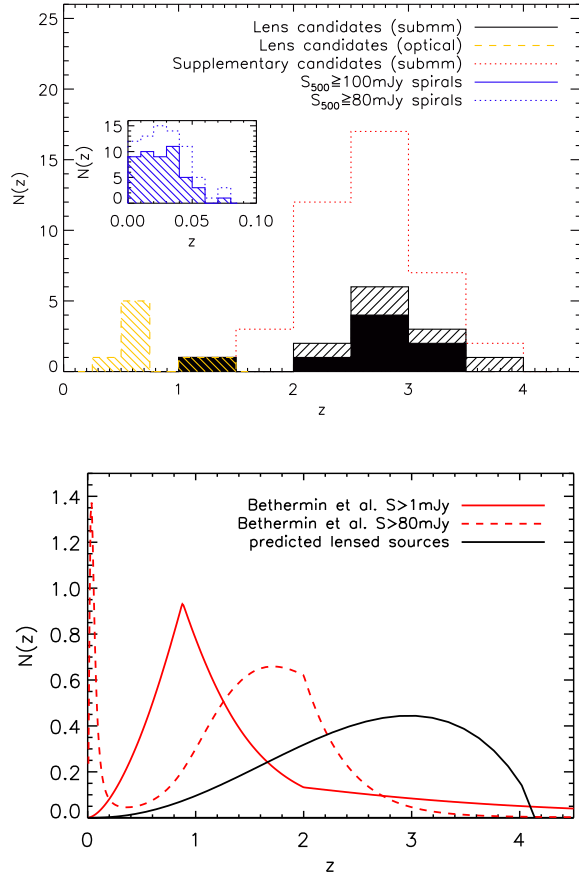 Lens candidates (submm)
Lens candidates (optical)
Supplementary candidates (submm)
S₅₀₀≧100mJy spirals
S₅₀₀≧80mJy spirals
25
20
15
10
5
0
N(z)
0 1 2 3 4
z
15
10
5
0
N(z)
0.00 0.05 0.10
z
Bethermin et al. S>1mJy
Bethermin et al. S>80mJy
predicted lensed sources
1.4
1.2
1.0
0.8
0.6
0.4
0.2
0.0
N(z)
0 1 2 3 4
z